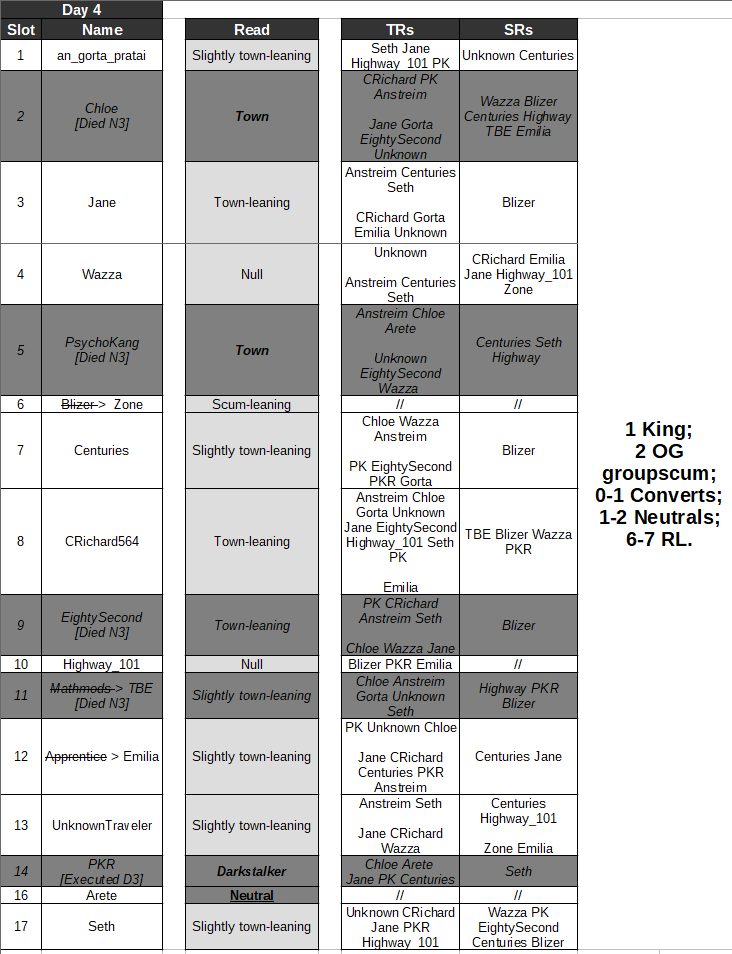 Day 4
Slot Name Read TRs SRs
1 an_gorta_pratai Slightly town-leaning Seth Jane
Highway_101 PK Unknown Centuries
2 Chloe
[Died N3] Town CRichard PK
Anstreim
Jane Gorta
EightySecond
Unknown Wazza Blizer
Centuries Highway
TBE Emilia
3 Jane Town-leaning Anstreim Centuries
Seth
CRichard Gorta
Emilia Unknown Blizer
4 Wazza Null Unknown
Anstreim Centuries
Seth CRichard Emilia
Jane Highway_101
Zone
5 PsychoKang
[Died N3] Town Anstreim Chloe
Arete
Unknown
EightySecond
Wazza Centuries Seth
Highway
6 Blizer > Zone Scum-leaning // //
7 Centuries Slightly town-leaning Chloe Wazza
Anstreim
PK EightySecond
PKR Gorta Blizer
8 CRichard564 Town-leaning Anstreim Chloe
Gorta Unknown
Jane EightySecond
Highway_101 Seth
PK
Emilia TBE Blizer Wazza
PKR
9 EightySecond
[Died N3] Town-leaning PK CRichard
Anstreim Seth
Chloe Wazza Jane Blizer
10 Highway_101 Null Blizer PKR Emilia //
11 Mathmods > TBE
[Died N3] Slightly town-leaning Chloe Anstreim
Gorta Unknown
Seth Highway PKR
Blizer
12 Apprentice > Emilia Slightly town-leaning PK Unknown Chloe
Jane CRichard
Centuries PKR
Anstreim Centuries Jane
13 UnknownTraveler Slightly town-leaning Anstreim Seth
Jane CRichard
Wazza Centuries
Highway_101
Zone Emilia
14 PKR
[Executed D3] Darkstalker Chloe Arete
Jane PK Centuries Seth
16 Arete Neutral // //
17 Seth Slightly town-leaning Unknown CRichard
Jane PKR
Highway_101 Wazza PK
EightySecond
Centuries Blizer
1 King;
2 OG
groupscum;
0-1 Converts;
1-2 Neutrals;
6-7 RL.